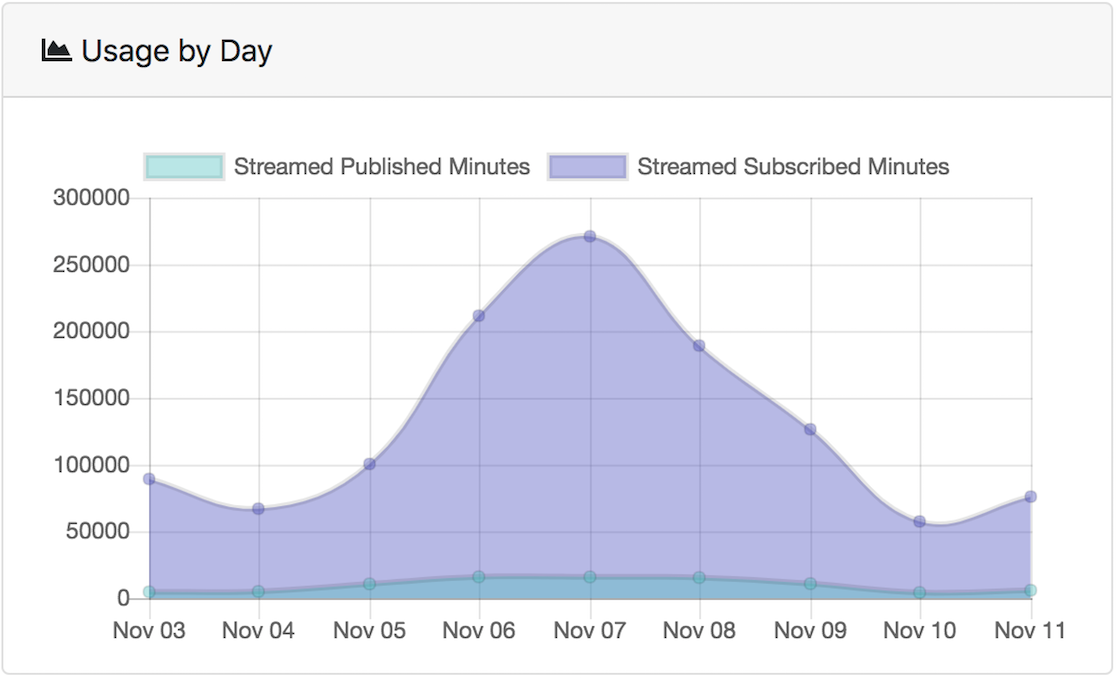 Usage by Day
Streamed Published Minutes Streamed Subscribed Minutes
300000
250000
200000
150000
100000
50000
0
Nov 03 Nov 04 Nov 05 Nov 06 Nov 07 Nov 08 Nov 09 Nov 10 Nov 11